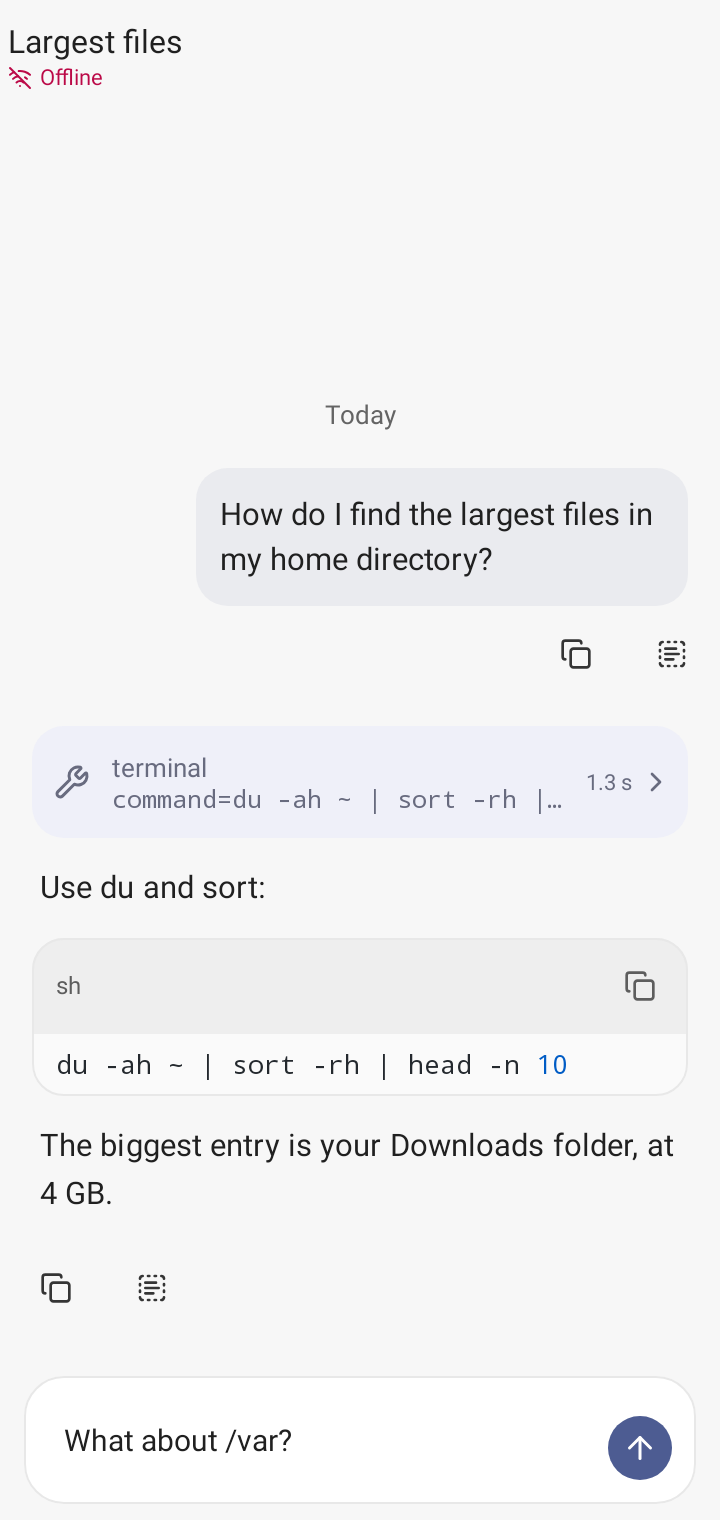 Largest files
Offline
Today
How do I find the largest files in
my home directory?
terminal
command=du -ah ~ | sort -rh |…
1.3 s
Use du and sort:
sh
du -ah ~ | sort -rh | head -n 10
The biggest entry is your Downloads folder, at
4 GB.
What about /var?